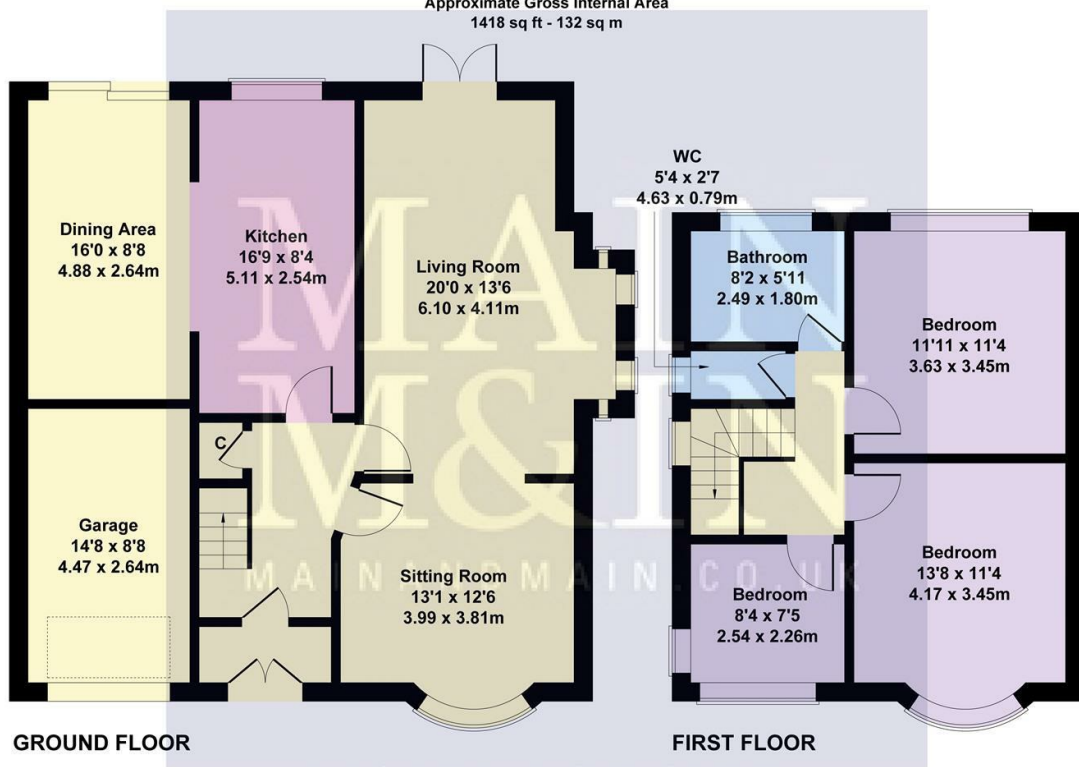 Approximate Gross Internal Area
1418 sq ft - 132 sq m
Dining Area
16'0 x 8'8
4.88 x 2.64m
Kitchen
16'9 x 8'4
5.11 x 2.54m
Living Room
20'0 x 13'6
6.10 x 4.11m
C
Garage
14'8 x 8'8
4.47 x 2.64m
Sitting Room
13'1 x 12'6
3.99 x 3.81m
GROUND FLOOR
WC
5'4 x 2'7
4.63 x 0.79m
Bathroom
8'2 x 5'11
2.49 x 1.80m
Bedroom
11'11 x 11'4
3.63 x 3.45m
Bedroom
8'4 x 7'5
2.54 x 2.26m
Bedroom
13'8 x 11'4
4.17 x 3.45m
FIRST FLOOR
MAIN
M&IN
MAINANDMAIN.CO.UK